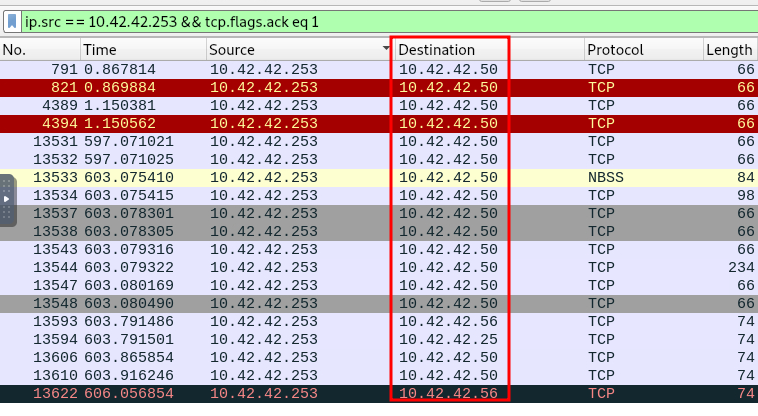 ip.src == 10.42.42.253 && tcp.flags.ack eq 1
No. Time Source Destination Protocol Length
791 0.867814 10.42.42.253 10.42.42.50 TCP 66
821 0.869884 10.42.42.253 10.42.42.50 TCP 66
4389 1.150381 10.42.42.253 10.42.42.50 TCP 66
4394 1.150562 10.42.42.253 10.42.42.50 TCP 66
13531 597.071021 10.42.42.253 10.42.42.50 TCP 66
13532 597.071025 10.42.42.253 10.42.42.50 TCP 66
13533 603.075410 10.42.42.253 10.42.42.50 NBSS 84
13534 603.075415 10.42.42.253 10.42.42.50 TCP 98
13537 603.078301 10.42.42.253 10.42.42.50 TCP 66
13538 603.078305 10.42.42.253 10.42.42.50 TCP 66
13543 603.079316 10.42.42.253 10.42.42.50 TCP 66
13544 603.079322 10.42.42.253 10.42.42.50 TCP 234
13547 603.080169 10.42.42.253 10.42.42.50 TCP 66
13548 603.080490 10.42.42.253 10.42.42.50 TCP 66
13593 603.791486 10.42.42.253 10.42.42.56 TCP 74
13594 603.791501 10.42.42.253 10.42.42.25 TCP 74
13606 603.865854 10.42.42.253 10.42.42.50 TCP 74
13610 603.916246 10.42.42.253 10.42.42.50 TCP 74
13622 606.056854 10.42.42.253 10.42.42.56 TCP 74